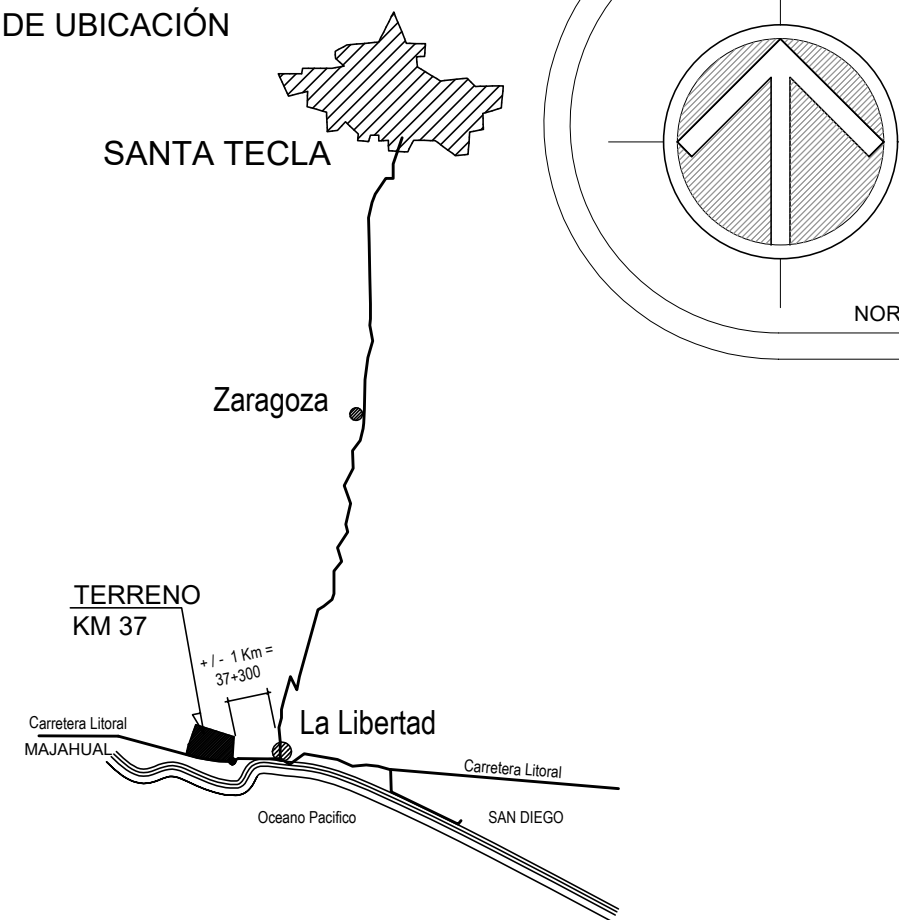 DE UBICACIÓN
SANTA TECLA
NOR
Zaragoza
TERRENO
KM 37
+ / - 1 Km =
37+300
La Libertad
Carretera Litoral
MAJAHUAL
Carretera Litoral
Oceano Pacifico
SAN DIEGO